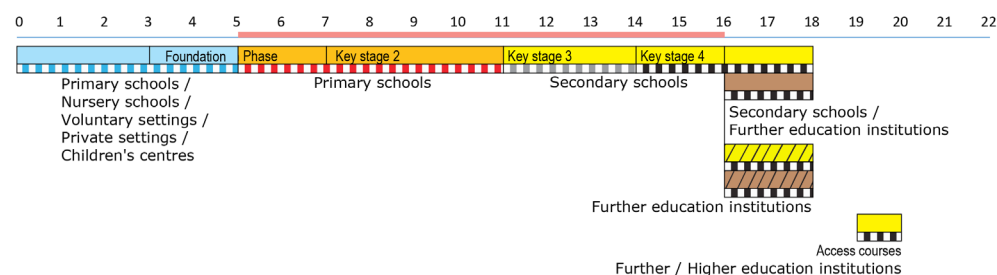 0 1 2 3 4 5 6 7 8 9 10 11 12 13 14 15 16 17 18 19 20 21 22
Foundation Phase Key stage 2 Key stage 3 Key stage 4
Primary schools /
Nursery schools /
Voluntary settings /
Private settings /
Children's centres
Primary schools
Secondary schools
Secondary schools /
Further education institutions
Further education institutions
Access courses
Further / Higher education institutions